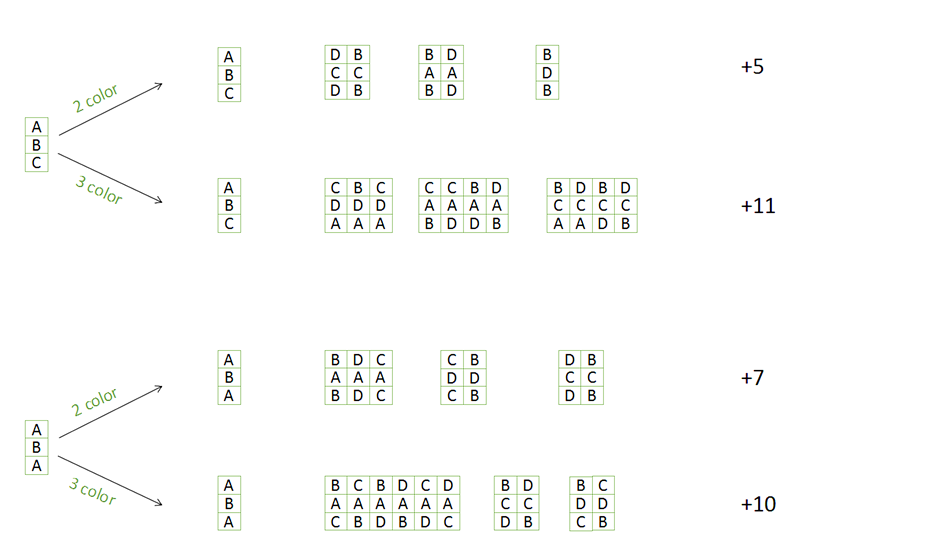 A D B B D B
B C C A A D +5
C D B B D B
2 color
A
B
C
3 color
A C B C C C B D B D B D
B D D D A A A A C C C C +11
C A A A B D D B A A D B
A B D C C B D B
B A A A D D C C +7
A B D C C B D B
2 color
A
B
A
3 color
A B C B D C D B D B C
B A A A A A A C C D D +10
A C B D B D C D B C B